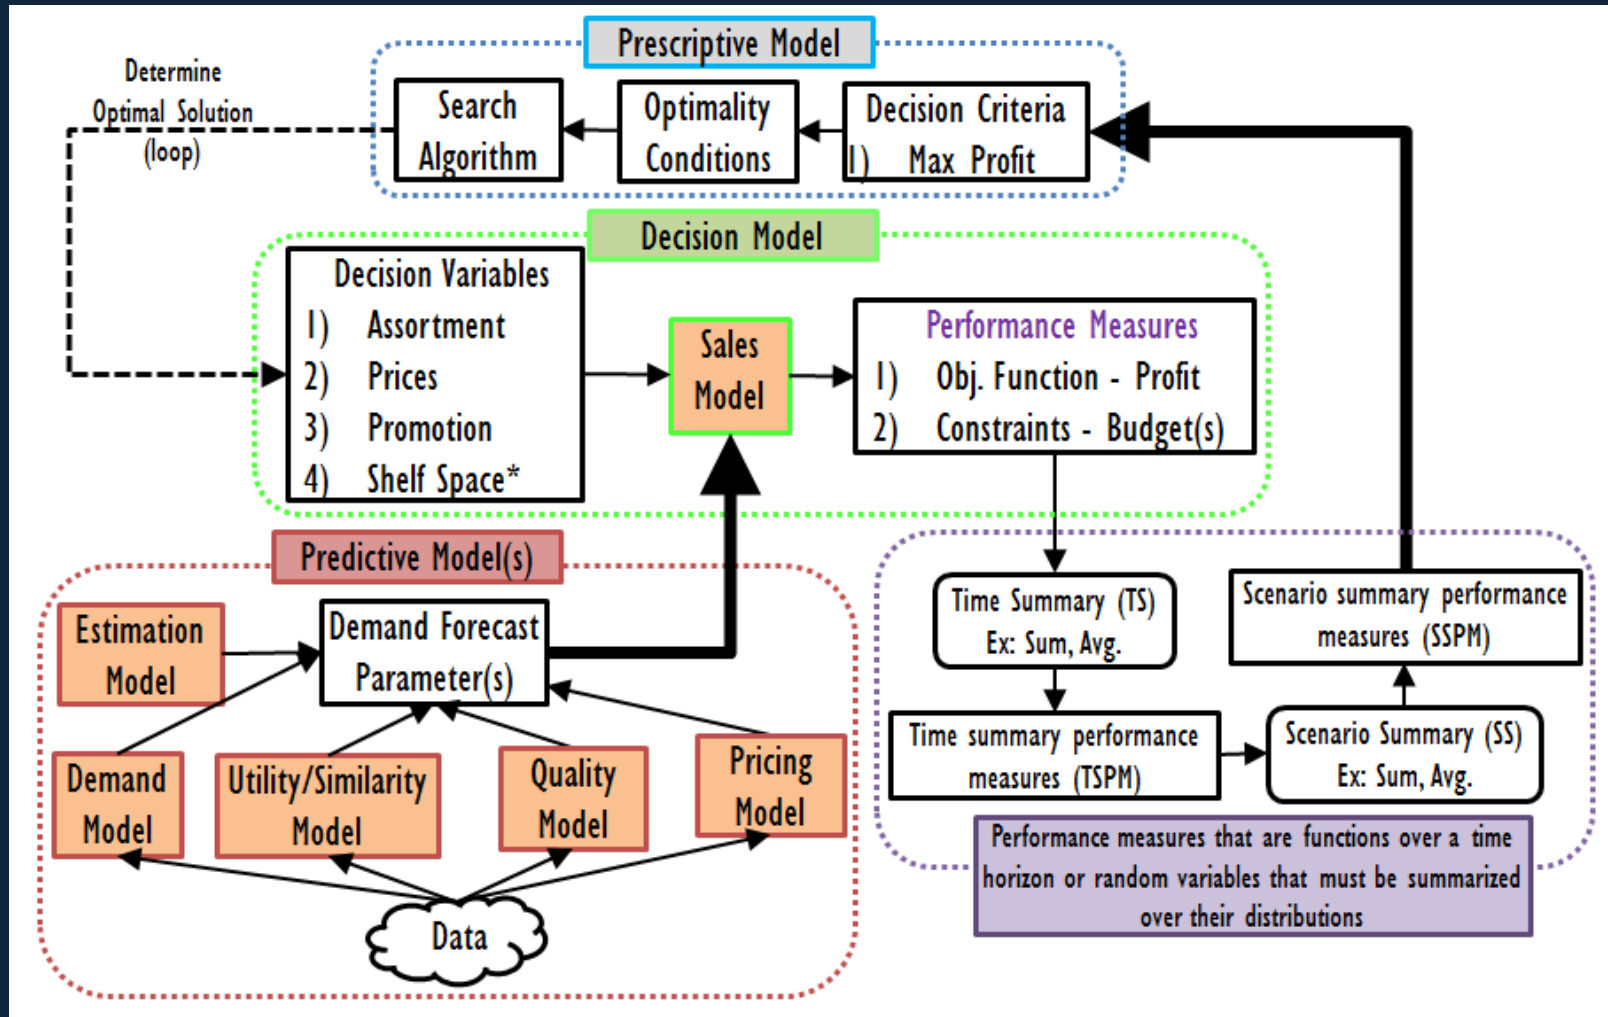 Prescriptive Model
Determine
Optimal Solution
(loop)
Search
Algorithm
Optimality
Conditions
Decision Criteria
1) Max Profit
Decision Model
Decision Variables
1) Assortment
2) Prices
3) Promotion
4) Shelf Space*
Sales
Model
Performance Measures
1) Obj. Function - Profit
2) Constraints - Budget(s)
Predictive Model(s)
Estimation
Model
Demand Forecast
Parameter(s)
Demand
Model
Utility/Similarity
Model
Quality
Model
Pricing
Model
Data
Time Summary (TS)
Ex: Sum, Avg.
Scenario summary performance
measures (SSPM)
Time summary performance
measures (TSPM)
Scenario Summary (SS)
Ex: Sum, Avg.
Performance measures that are functions over a time
horizon or random variables that must be summarized
over their distributions